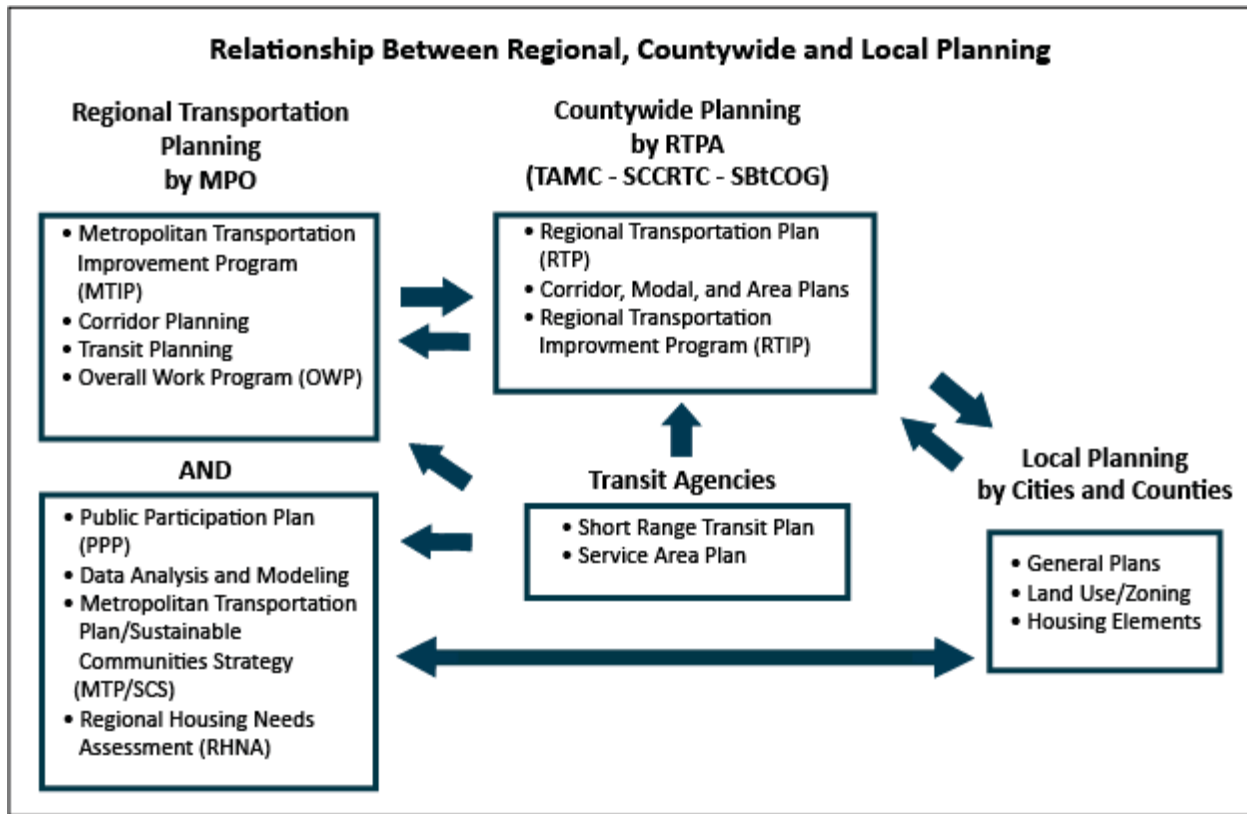 Relationship Between Regional, Countywide and Local Planning
Regional Transportation
Planning
by MPO
• Metropolitan Transportation
Improvement Program
(MTIP)
• Corridor Planning
• Transit Planning
• Overall Work Program (OWP)
AND
• Public Participation Plan
(PPP)
• Data Analysis and Modeling
• Metropolitan Transportation
Plan/Sustainable
Communities Strategy
(MTP/SCS)
• Regional Housing Needs
Assessment (RHNA)
Countywide Planning
by RTPA
(TAMC - SCCRTC - SBtCOG)
• Regional Transportation Plan
(RTP)
• Corridor, Modal, and Area Plans
• Regional Transportation
Improvment Program (RTIP)
Transit Agencies
• Short Range Transit Plan
• Service Area Plan
Local Planning
by Cities and Counties
• General Plans
• Land Use/Zoning
• Housing Elements